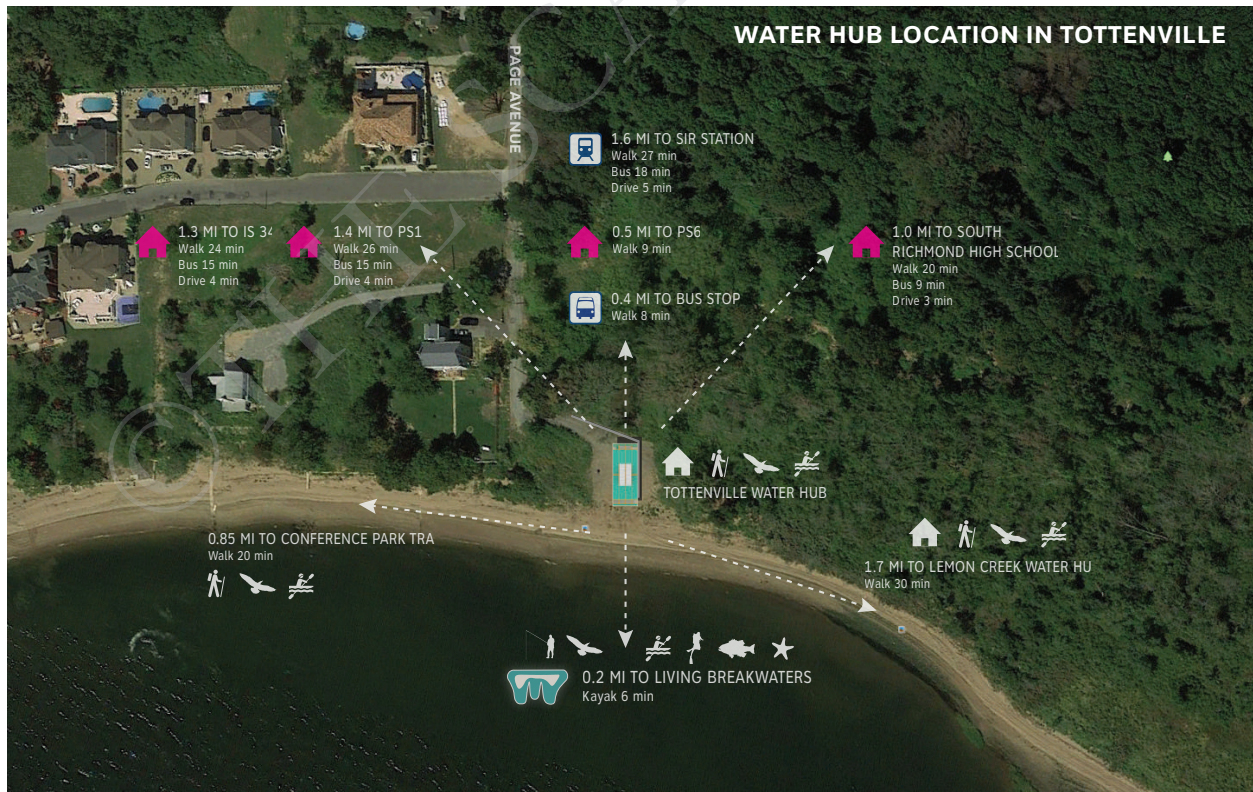 WATER HUB LOCATION IN TOTTENVILLE
PAGE AVENUE
1.6 MI TO SIR STATION
Walk 27 min
Bus 18 min
Drive 5 min
1.3 MI TO IS 34
Walk 24 min
Bus 15 min
Drive 4 min
1.4 MI TO PS1
Walk 26 min
Bus 15 min
Drive 4 min
0.5 MI TO PS6
Walk 9 min
1.0 MI TO SOUTH
RICHMOND HIGH SCHOOL
Walk 20 min
Bus 9 min
Drive 3 min
0.4 MI TO BUS STOP
Walk 8 min
TOTTENVILLE WATER HUB
0.85 MI TO CONFERENCE PARK TRA
Walk 20 min
1.7 MI TO LEMON CREEK WATER HU
Walk 30 min
0.2 MI TO LIVING BREAKWATERS
Kayak 6 min